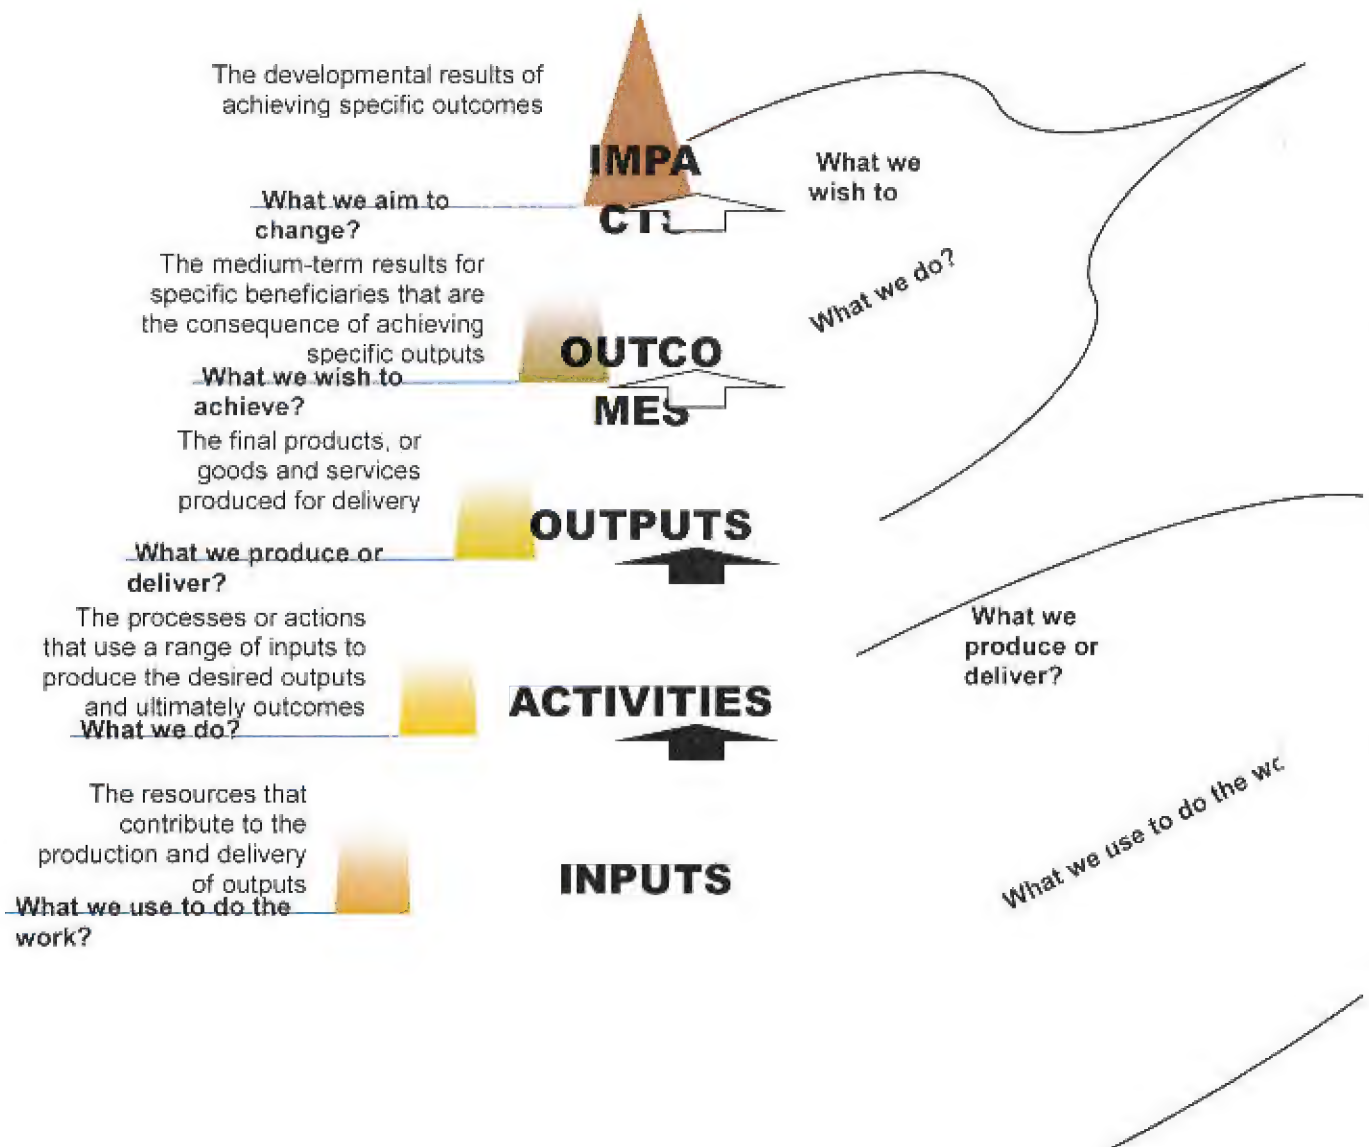 The developmental results of
achieving specific outcomes
IMPA
What we aim to
change?
The medium-term results for
specific beneficiaries that are
the consequence of achieving
specific outputs
OUTCO
MES
What we wish to
achieve?
The final products, or
goods and services
produced for delivery
OUTPUTS
What we produce or
deliver?
The processes or actions
that use a range of inputs to
produce the desired outputs
and ultimately outcomes
ACTIVITIES
What we do?
The resources that
contribute to the
production and delivery
of outputs
INPUTS
What we use to do the
work?
What we
wish to
What we do?
What we
produce or
deliver?
What we use to do the